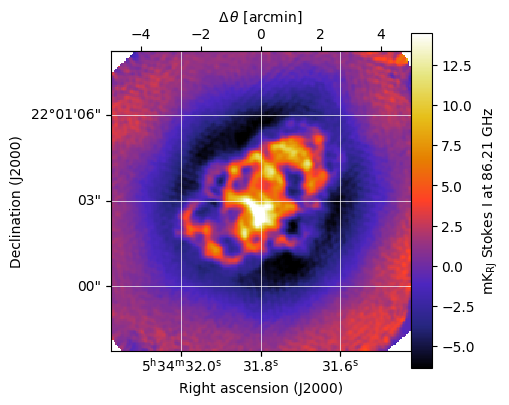 Δ θ [arcmin]
−4 −2 0 2 4
22°01'06"
03"
00"
Declination (J2000)
5ʰ34ᵐ32.0ˢ 31.8ˢ 31.6ˢ
Right ascension (J2000)
12.5
10.0
7.5
5.0
2.5
0.0
−2.5
−5.0
mK_RJ Stokes I at 86.21 GHz